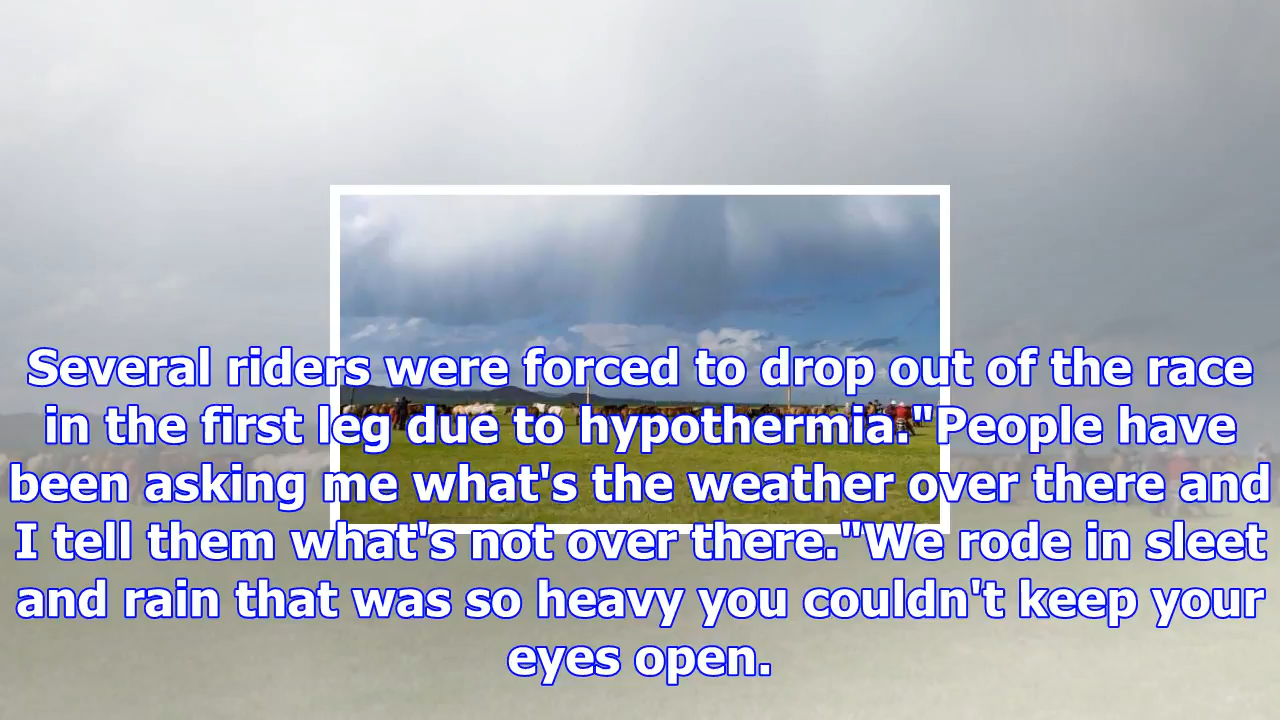 Several riders were forced to drop out of the race
in the first leg due to hypothermia."People have
been asking me what's the weather over there and
I tell them what's not over there."We rode in sleet
and rain that was so heavy you couldn't keep your
eyes open.